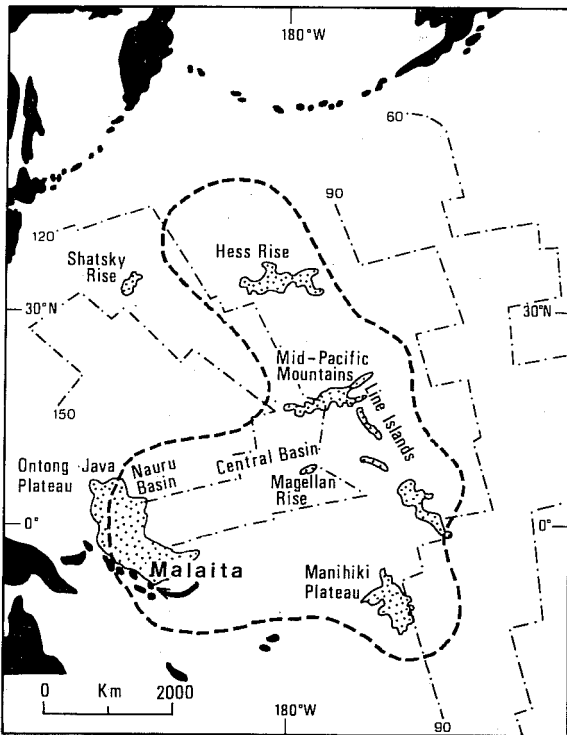 180°W
60
90
120
Shatsky
Rise
Hess Rise
30°N
30°N
Mid-Pacific
Mountains
Line Islands
150
Ontong Java
Plateau
Nauru
Basin
Central Basin
Magellan
Rise
0°
0°
Malaita
Manihiki
Plateau
0 Km 2000
180°W
90